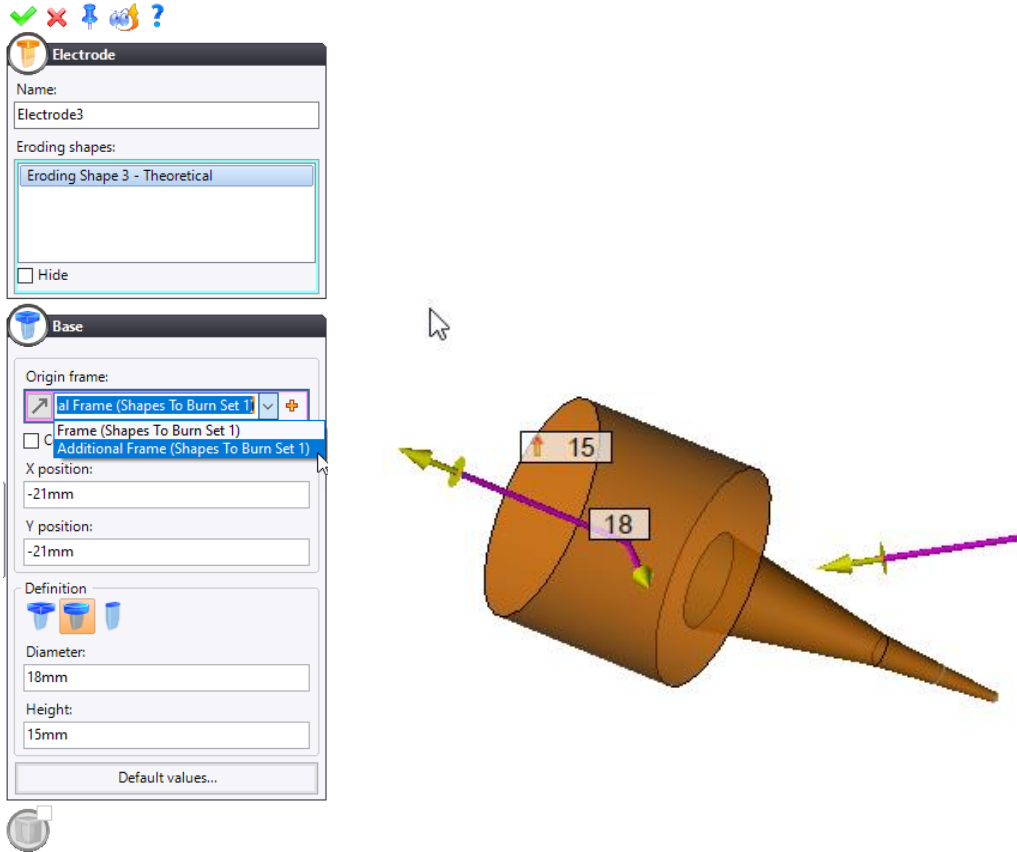 ?
Electrode
Name:
Electrode3
Eroding shapes:
Eroding Shape 3 - Theoretical
Hide
Base
Origin frame:
al Frame (Shapes To Burn Set 1)
Frame (Shapes To Burn Set 1)
C
Additional Frame (Shapes To Burn Set 1)
X position:
-21mm
Y position:
-21mm
Definition
Diameter:
18mm
Height:
15mm
Default values...
15
18